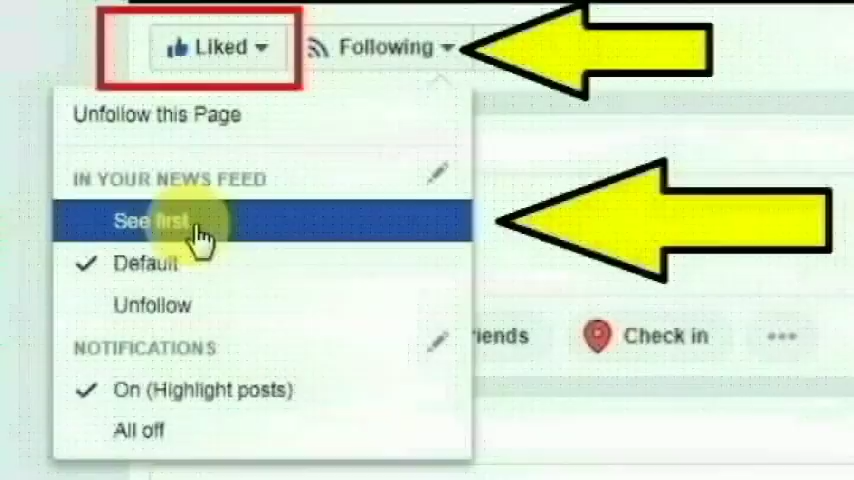 Liked Following
Unfollow this Page
IN YOUR NEWS FEED
See first
Default
Unfollow
riends Check in
NOTIFICATIONS
On (Highlight posts)
All off